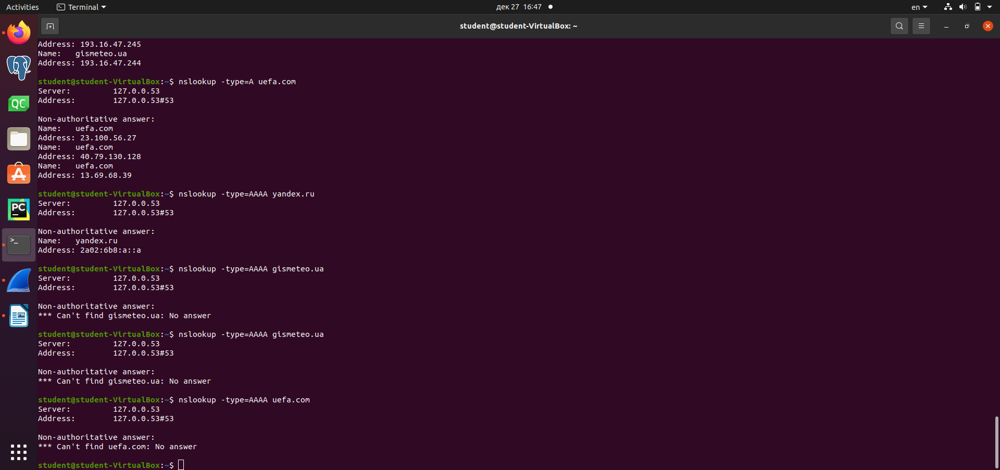 Activities Terminal дек 27 16:47 en
student@student-VirtualBox: ~
Address: 193.16.47.245
Name: gismeteo.ua
Address: 193.16.47.244
student@student-VirtualBox:~$ nslookup -type=A uefa.com
Server: 127.0.0.53
Address: 127.0.0.53#53
Non-authoritative answer:
Name: uefa.com
Address: 23.100.56.27
Name: uefa.com
Address: 40.79.130.128
Name: uefa.com
Address: 13.69.68.39
student@student-VirtualBox:~$ nslookup -type=AAAA yandex.ru
Server: 127.0.0.53
Address: 127.0.0.53#53
Non-authoritative answer:
Name: yandex.ru
Address: 2a02:6b8:a::a
student@student-VirtualBox:~$ nslookup -type=AAAA gismeteo.ua
Server: 127.0.0.53
Address: 127.0.0.53#53
Non-authoritative answer:
*** Can't find gismeteo.ua: No answer
student@student-VirtualBox:~$ nslookup -type=AAAA gismeteo.ua
Server: 127.0.0.53
Address: 127.0.0.53#53
Non-authoritative answer:
*** Can't find gismeteo.ua: No answer
student@student-VirtualBox:~$ nslookup -type=AAAA uefa.com
Server: 127.0.0.53
Address: 127.0.0.53#53
Non-authoritative answer:
*** Can't find uefa.com: No answer
student@student-VirtualBox:~$
QC
PC
>_